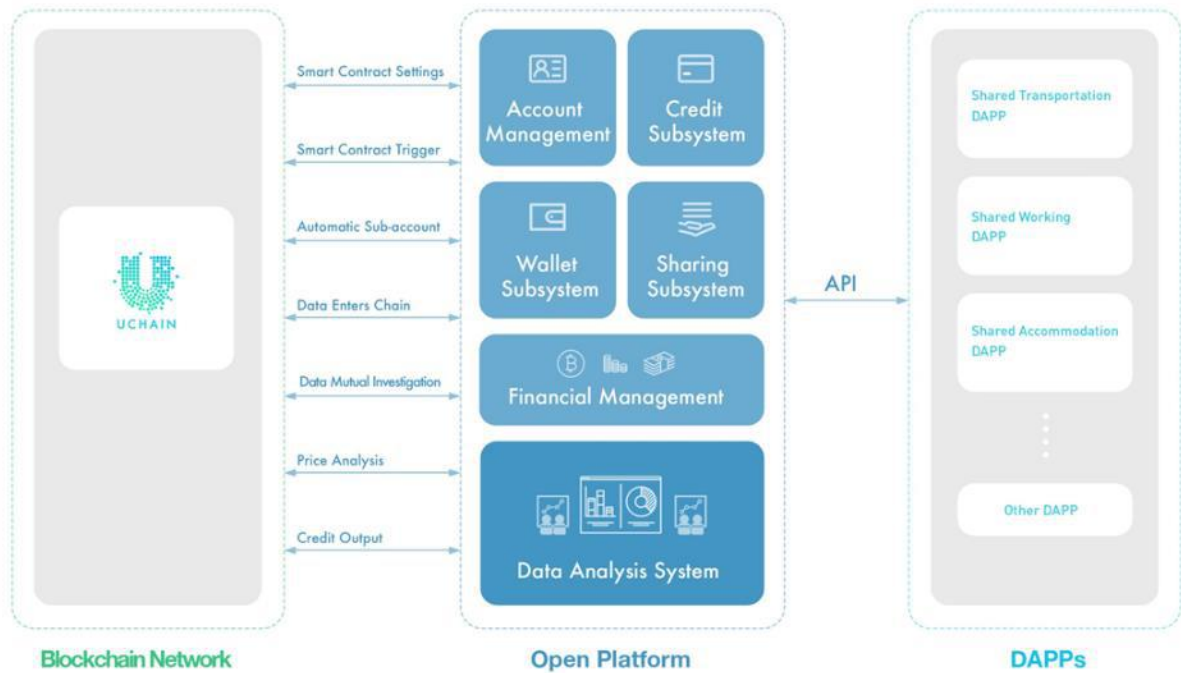 UCHAIN
Smart Contract Settings
Smart Contract Trigger
Automatic Sub-account
Data Enters Chain
Data Mutual Investigation
Price Analysis
Credit Output
Account
Management
Credit
Subsystem
Wallet
Subsystem
Sharing
Subsystem
Financial Management
Data Analysis System
API
Shared Transportation
DAPP
Shared Working
DAPP
Shared Accommodation
DAPP
Other DAPP
Blockchain Network
Open Platform
DAPPs